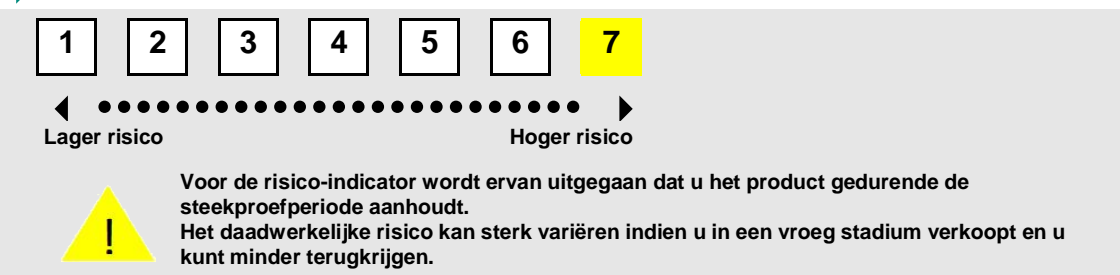 1 2 3 4 5 6 7
Lager risico Hoger risico
Voor de risico-indicator wordt ervan uitgegaan dat u het product gedurende de
steekproefperiode aanhoudt.
!
Het daadwerkelijke risico kan sterk variëren indien u in een vroeg stadium verkoopt en u
kunt minder terugkrijgen.